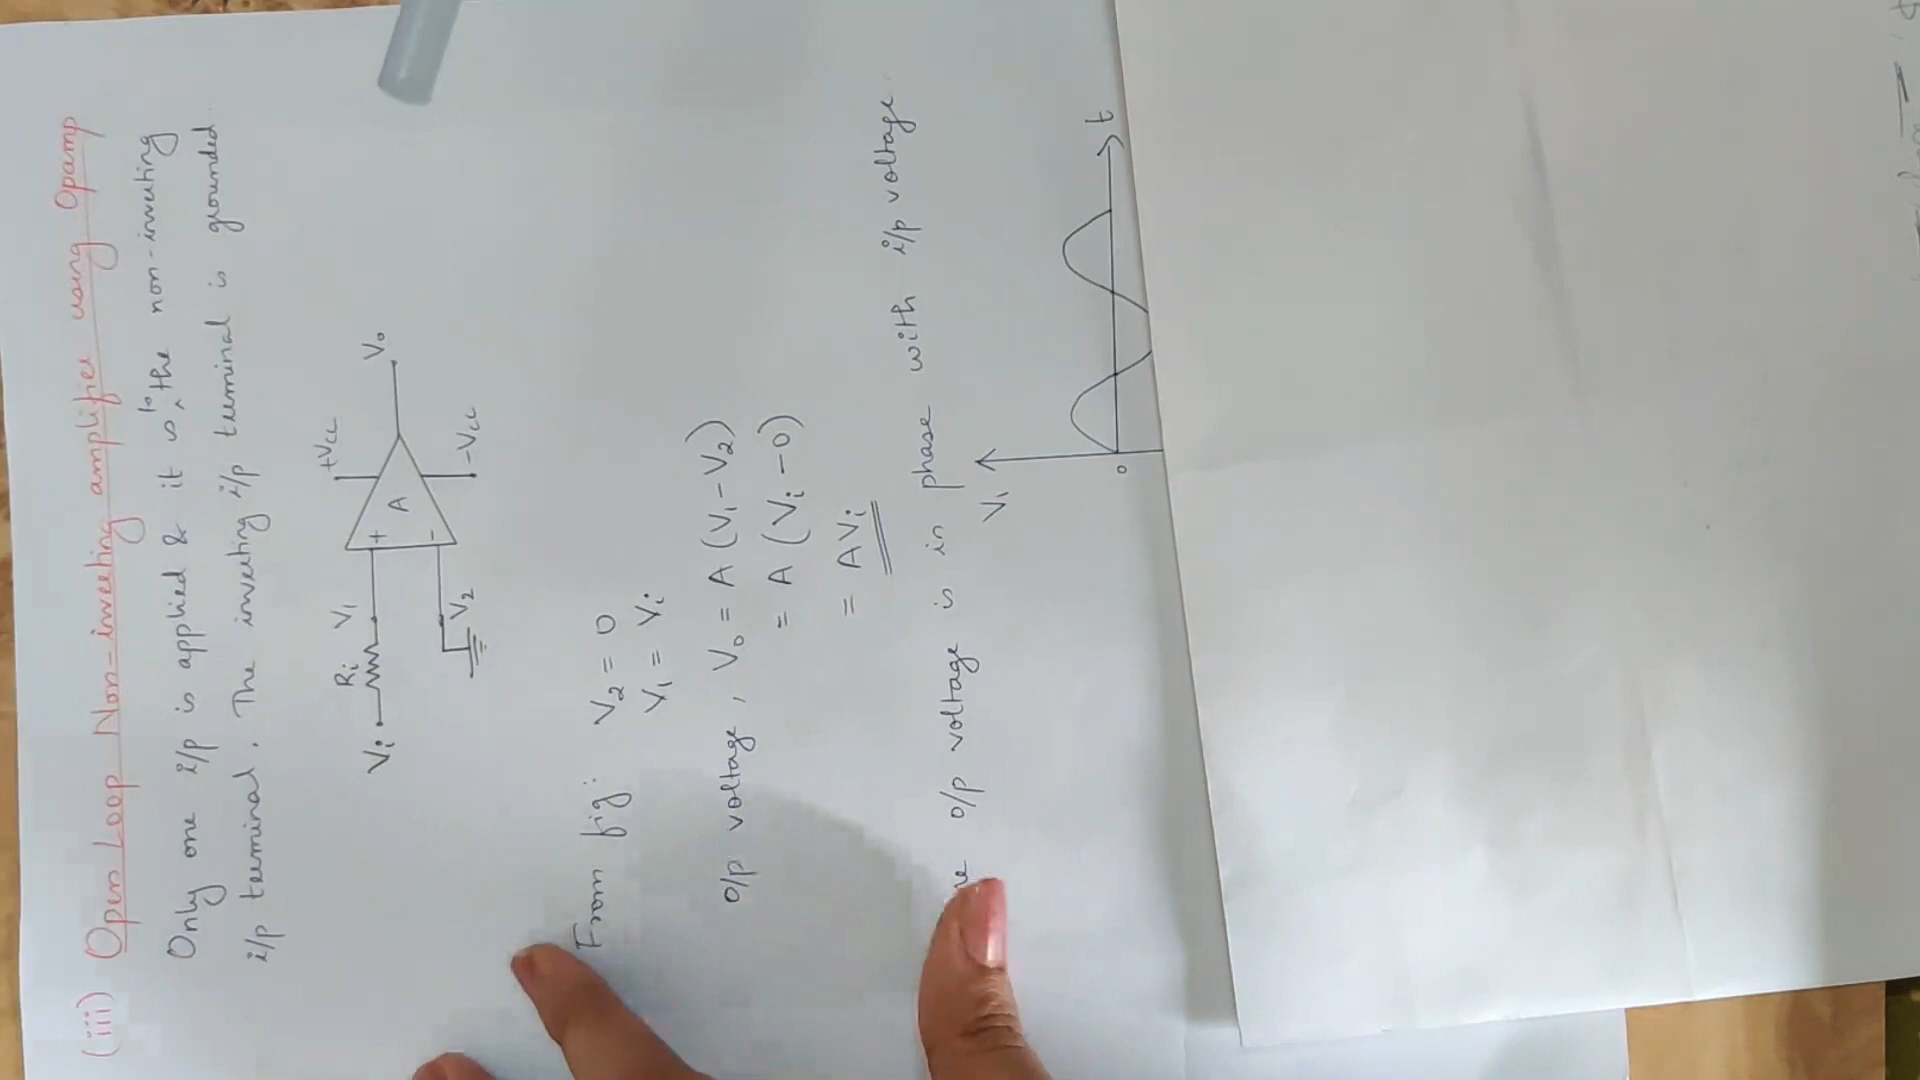 (iii) Open Loop Non-inverting amplifier using Opamp
Only one i/p is applied & it is to the non-inverting
i/p terminal. The inverting i/p terminal is grounded
+Vcc
Ri V1
Vi
+
A
Vo
-
V2
-Vcc
From fig: V2 = 0
V1 = Vi
o/p voltage, Vo = A (V1 - V2)
= A (Vi - 0)
= AVi
o/p voltage is in phase with i/p voltage.
V1
0
t